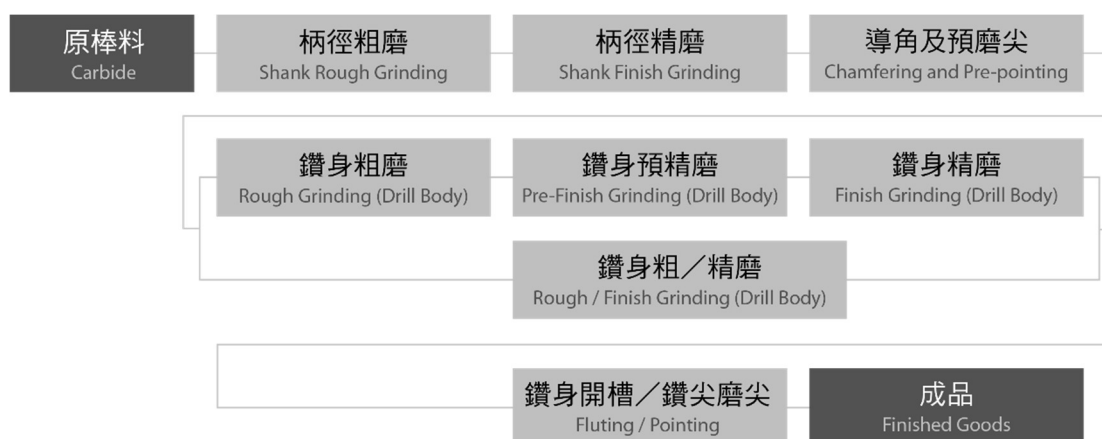 原棒料
Carbide
柄徑粗磨
Shank Rough Grinding
柄徑精磨
Shank Finish Grinding
導角及預磨尖
Chamfering and Pre-pointing
鑽身粗磨
Rough Grinding (Drill Body)
鑽身預精磨
Pre-Finish Grinding (Drill Body)
鑽身精磨
Finish Grinding (Drill Body)
鑽身粗／精磨
Rough / Finish Grinding (Drill Body)
鑽身開槽／鑽尖磨尖
Fluting / Pointing
成品
Finished Goods